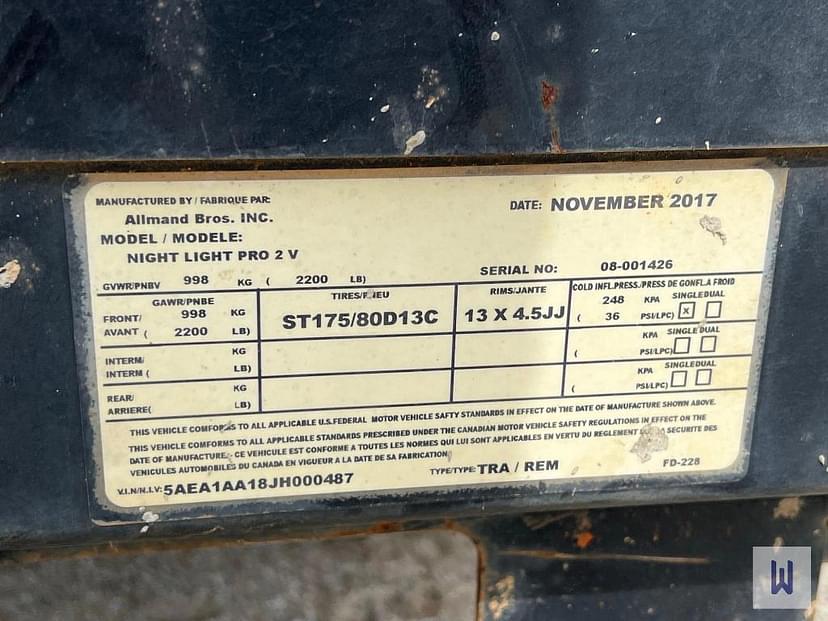 MANUFACTURED BY / FABRIQUE PAR:
Allmand Bros. INC.
DATE: NOVEMBER 2017
MODEL / MODELE:
NIGHT LIGHT PRO 2 V
SERIAL NO: 08-001426
GVWR/PNBV 998 KG ( 2200 LB)
GAWR/PNBE TIRES/PNEU RIMS/JANTE COLD INFL.PRESS./PRESS DE GONFL.A FROID
FRONT/ 998 KG ST175/80D13C 13 X 4.5JJ 248 KPA SINGLE DUAL
AVANT ( 2200 LB) ( 36 PSI/LPC) X
INTERM/ KG KPA SINGLE DUAL
INTERM ( LB) ( PSI/LPC)
REAR/ KG KPA SINGLE DUAL
ARRIERE( LB) ( PSI/LPC)
THIS VEHICLE COMFORMS TO ALL APPLICABLE U.S.FEDERAL MOTOR VEHICLE SAFTY STANDARDS IN EFFECT ON THE DATE OF MANUFACTURE SHOWN ABOVE.
THIS VEHICLE COMFORMS TO ALL APPLICABLE STANDARDS PRESCRIBED UNDER THE CANADIAN MOTOR VEHICLE SAFETY REGULATIONS IN EFFECT ON THE
DATE OF MANUFACTURE.- CE VEHICULE EST CONFORME A TOUTES LES NORMES QUI LUI SONT APPLICABLES EN VERTU DU REGLEMENT LA SECURITE DES
VENICULES AUTOMOBILES DU CANADA EN VIGUEUR A LA DATE DE SA FABRICATION.
V.I.N/N.I.V: 5AEA1AA18JH000487 TYPE/TYPE: TRA / REM FD-228
W